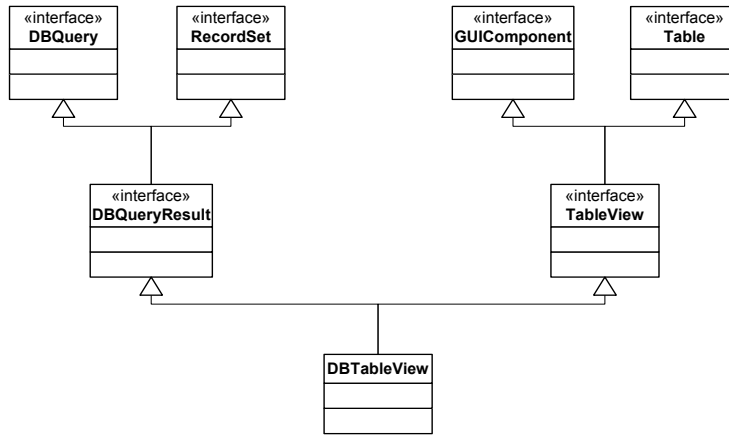 «interface»
DBQuery
«interface»
RecordSet
«interface»
GUIComponent
«interface»
Table
«interface»
DBQueryResult
«interface»
TableView
DBTableView